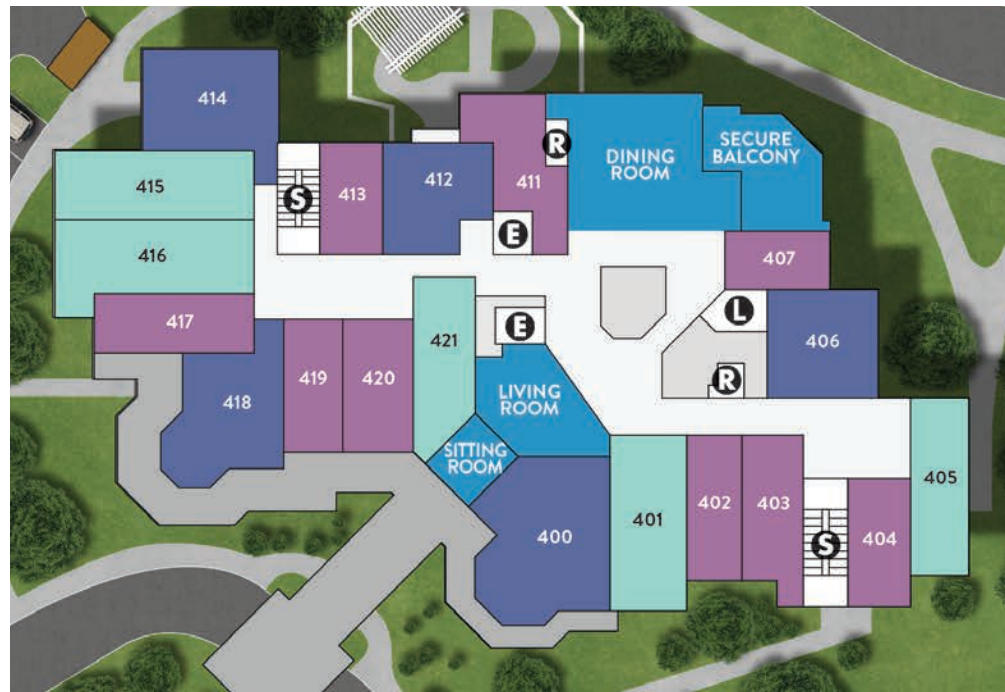 414
415
S
413
412
411
R
DINING
ROOM
SECURE
BALCONY
416
E
407
417
421
E
L
406
418
419
420
LIVING
ROOM
R
SITTING
ROOM
400
401
402
403
S
404
405